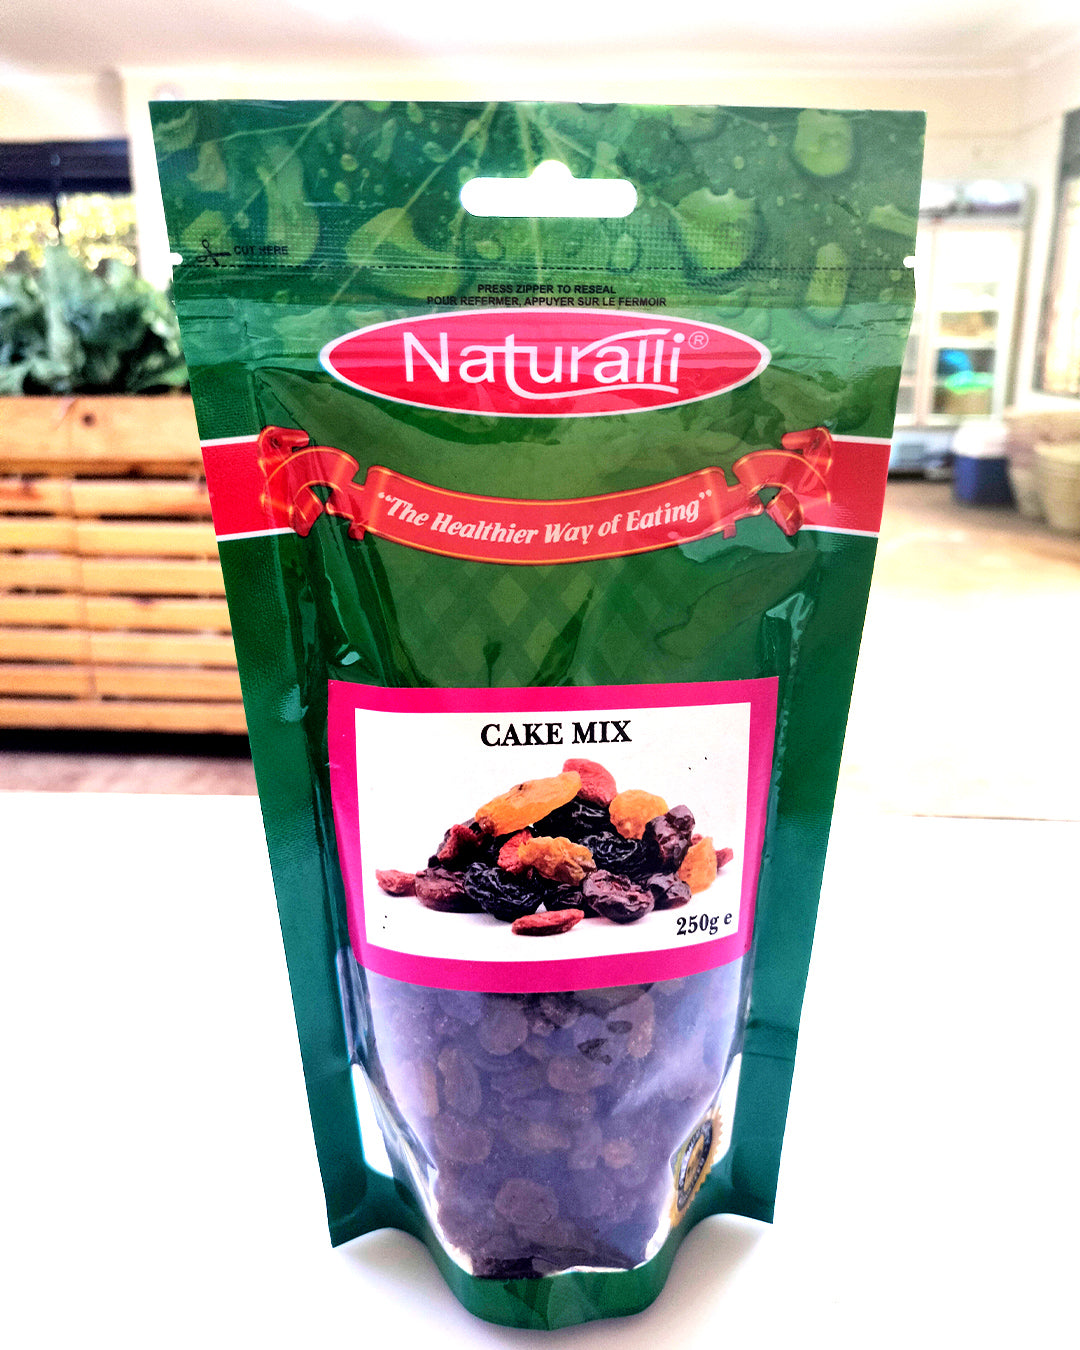 CUT HERE
PRESS ZIPPER TO RESEAL
POUR REFERMER, APPUYER SUR LE FERMOIR
Naturalli®
“The Healthier Way of Eating”
CAKE MIX
250g e